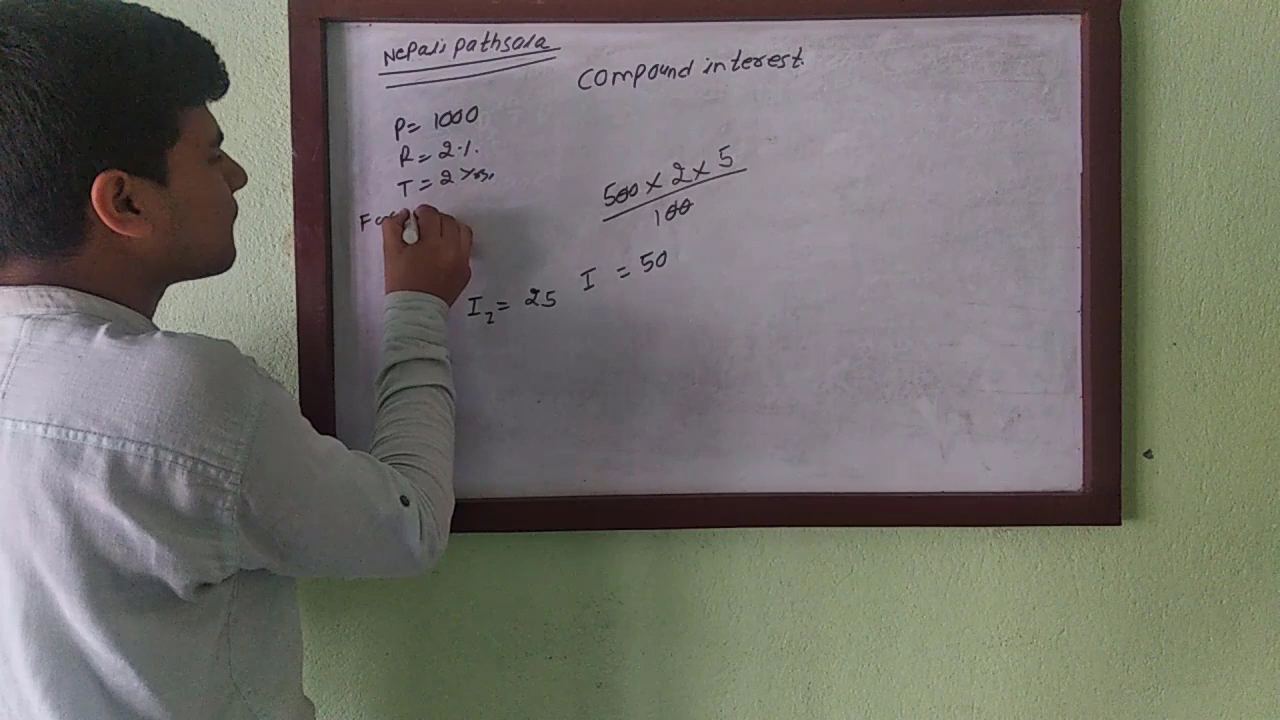 Nepali pathsala
compound interest.
P = 1000
R = 2%.
T = 2 yrs.
500 × 2 × 5
100
I = 50
I2 = 25